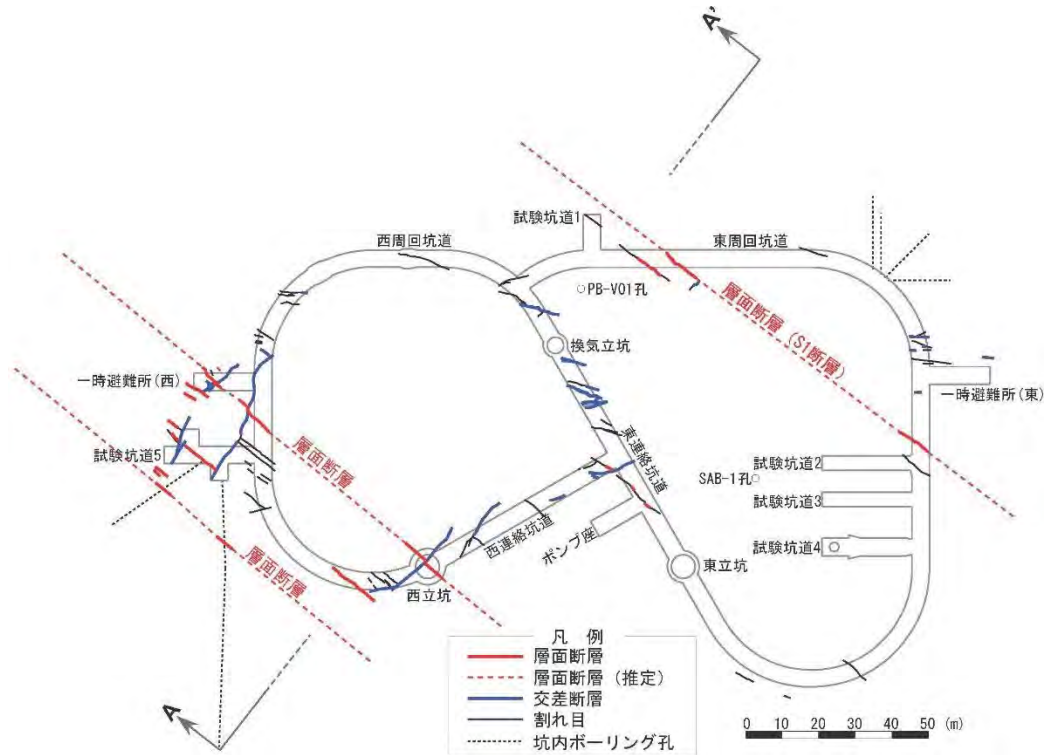 A'
試験坑道1
西周回坑道
東周回坑道
PB-V01孔
層面断層 (S1断層)
換気立坑
一時避難所(西)
一時避難所(東)
層面断層
東連絡坑道
試験坑道5
試験坑道2
SAB-1孔
試験坑道3
西連絡坑道
ポンプ座
試験坑道4
層面断層
西立坑
東立坑
凡 例
層面断層
層面断層 (推定)
交差断層
割れ目
坑内ボーリング孔
A
0 10 20 30 40 50 (m)